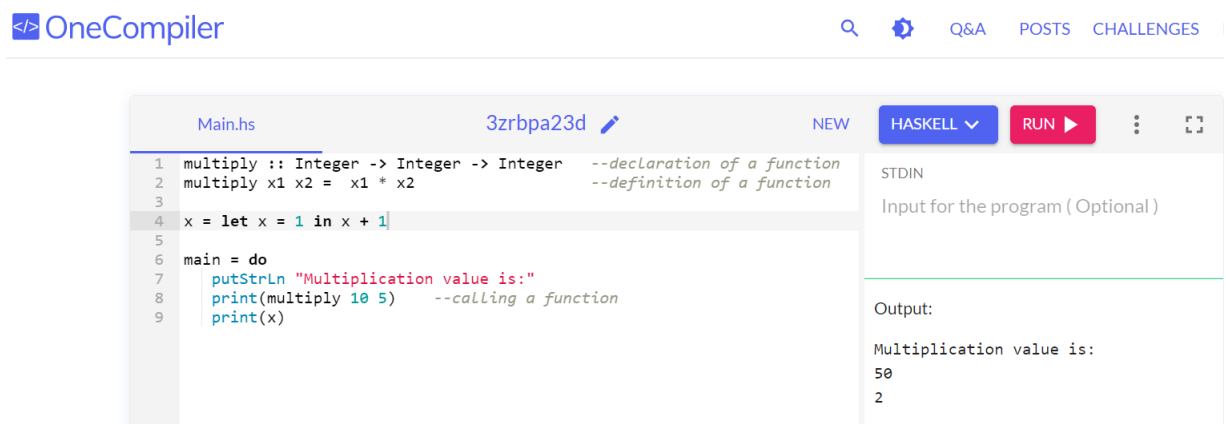 </> OneCompiler
Q&A POSTS CHALLENGES
Main.hs 3zrbpa23d NEW HASKELL RUN
1 multiply :: Integer -> Integer -> Integer --declaration of a function
2 multiply x1 x2 =  x1 * x2 --definition of a function
3
4 x = let x = 1 in x + 1
5
6 main = do
7 putStrLn "Multiplication value is:"
8 print(multiply 10 5) --calling a function
9 print(x)
STDIN
Input for the program ( Optional )
Output:
Multiplication value is:
50
2